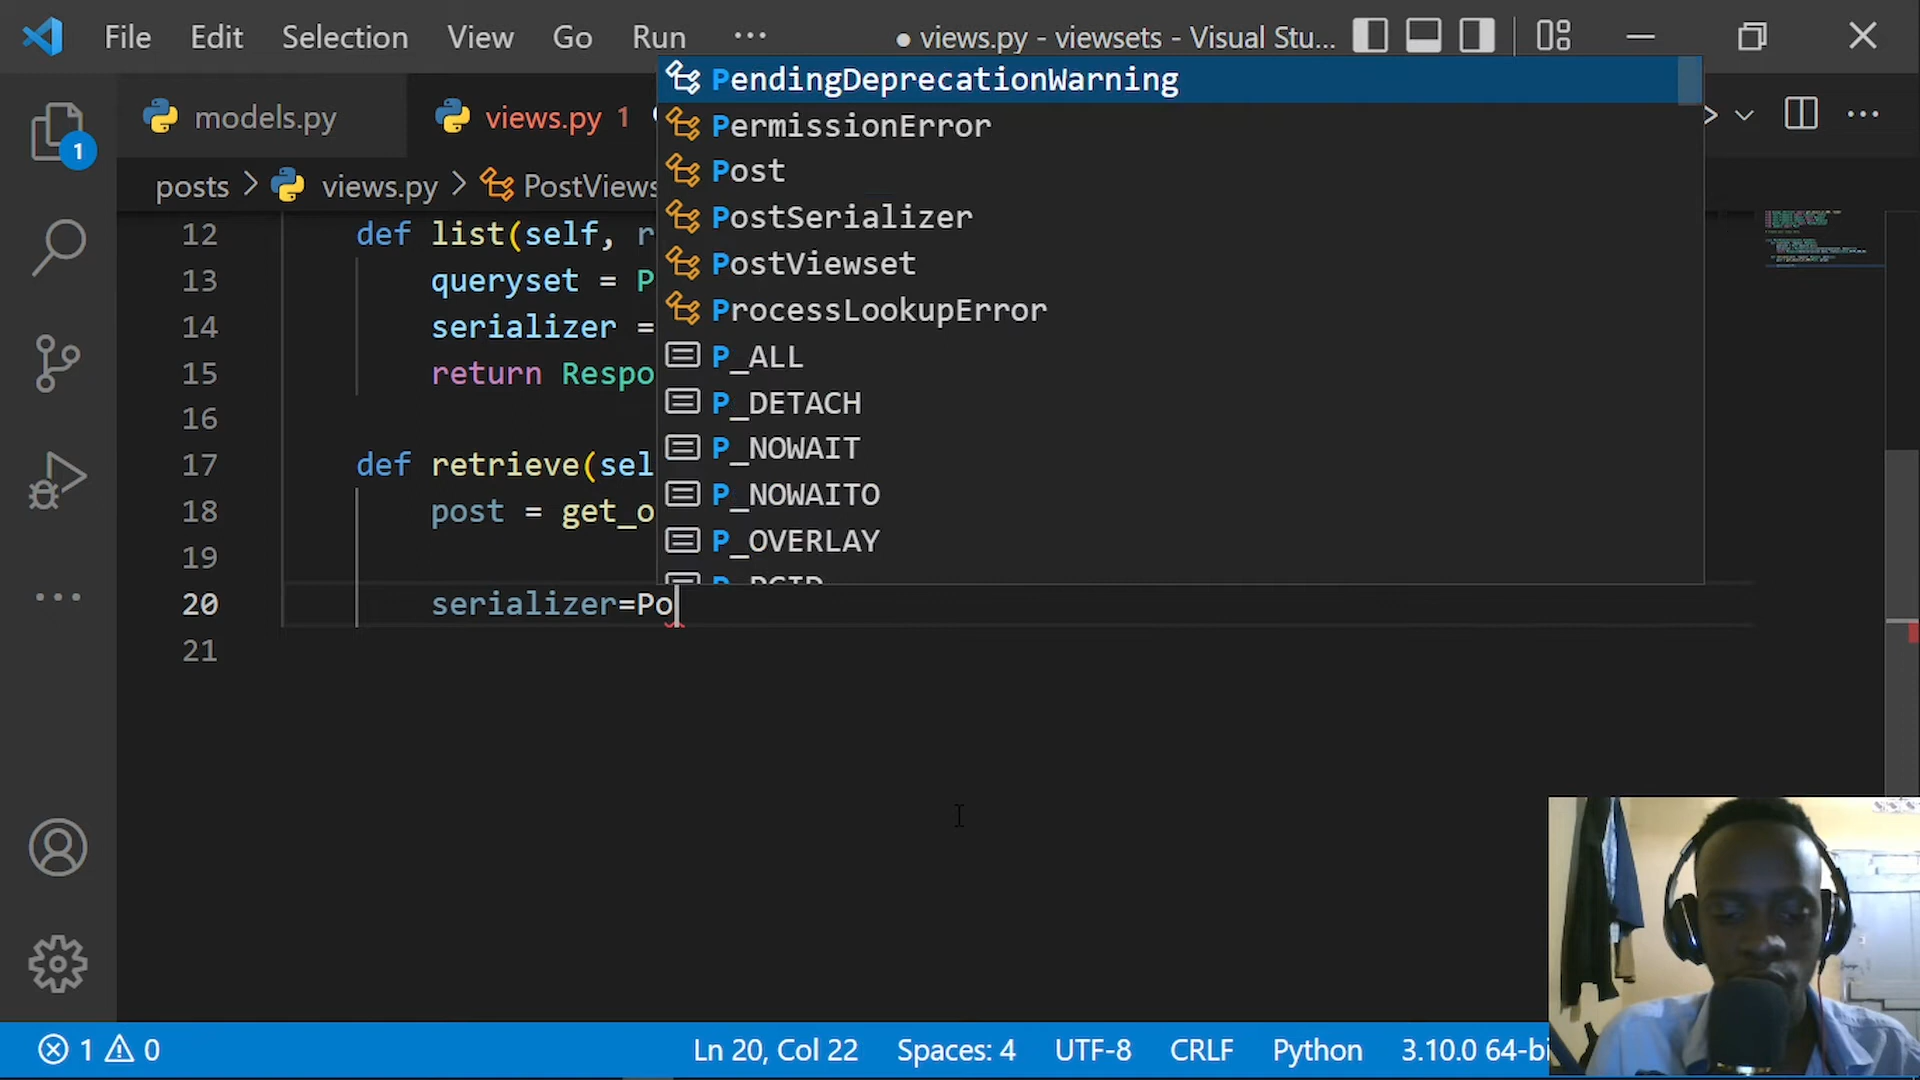 File Edit Selection View Go Run ··· ● views.py - viewsets - Visual Stu...
models.py views.py 1
posts > views.py > PostViews
12 def list(self, r
13 queryset = P
14 serializer =
15 return Respo
16
17 def retrieve(sel
18 post = get_o
19
20 serializer=Po
21
PendingDeprecationWarning
PermissionError
Post
PostSerializer
PostViewset
ProcessLookupError
P_ALL
P_DETACH
P_NOWAIT
P_NOWAITO
P_OVERLAY
P_PGID
1
1 0 Ln 20, Col 22 Spaces: 4 UTF-8 CRLF Python 3.10.0 64-bi